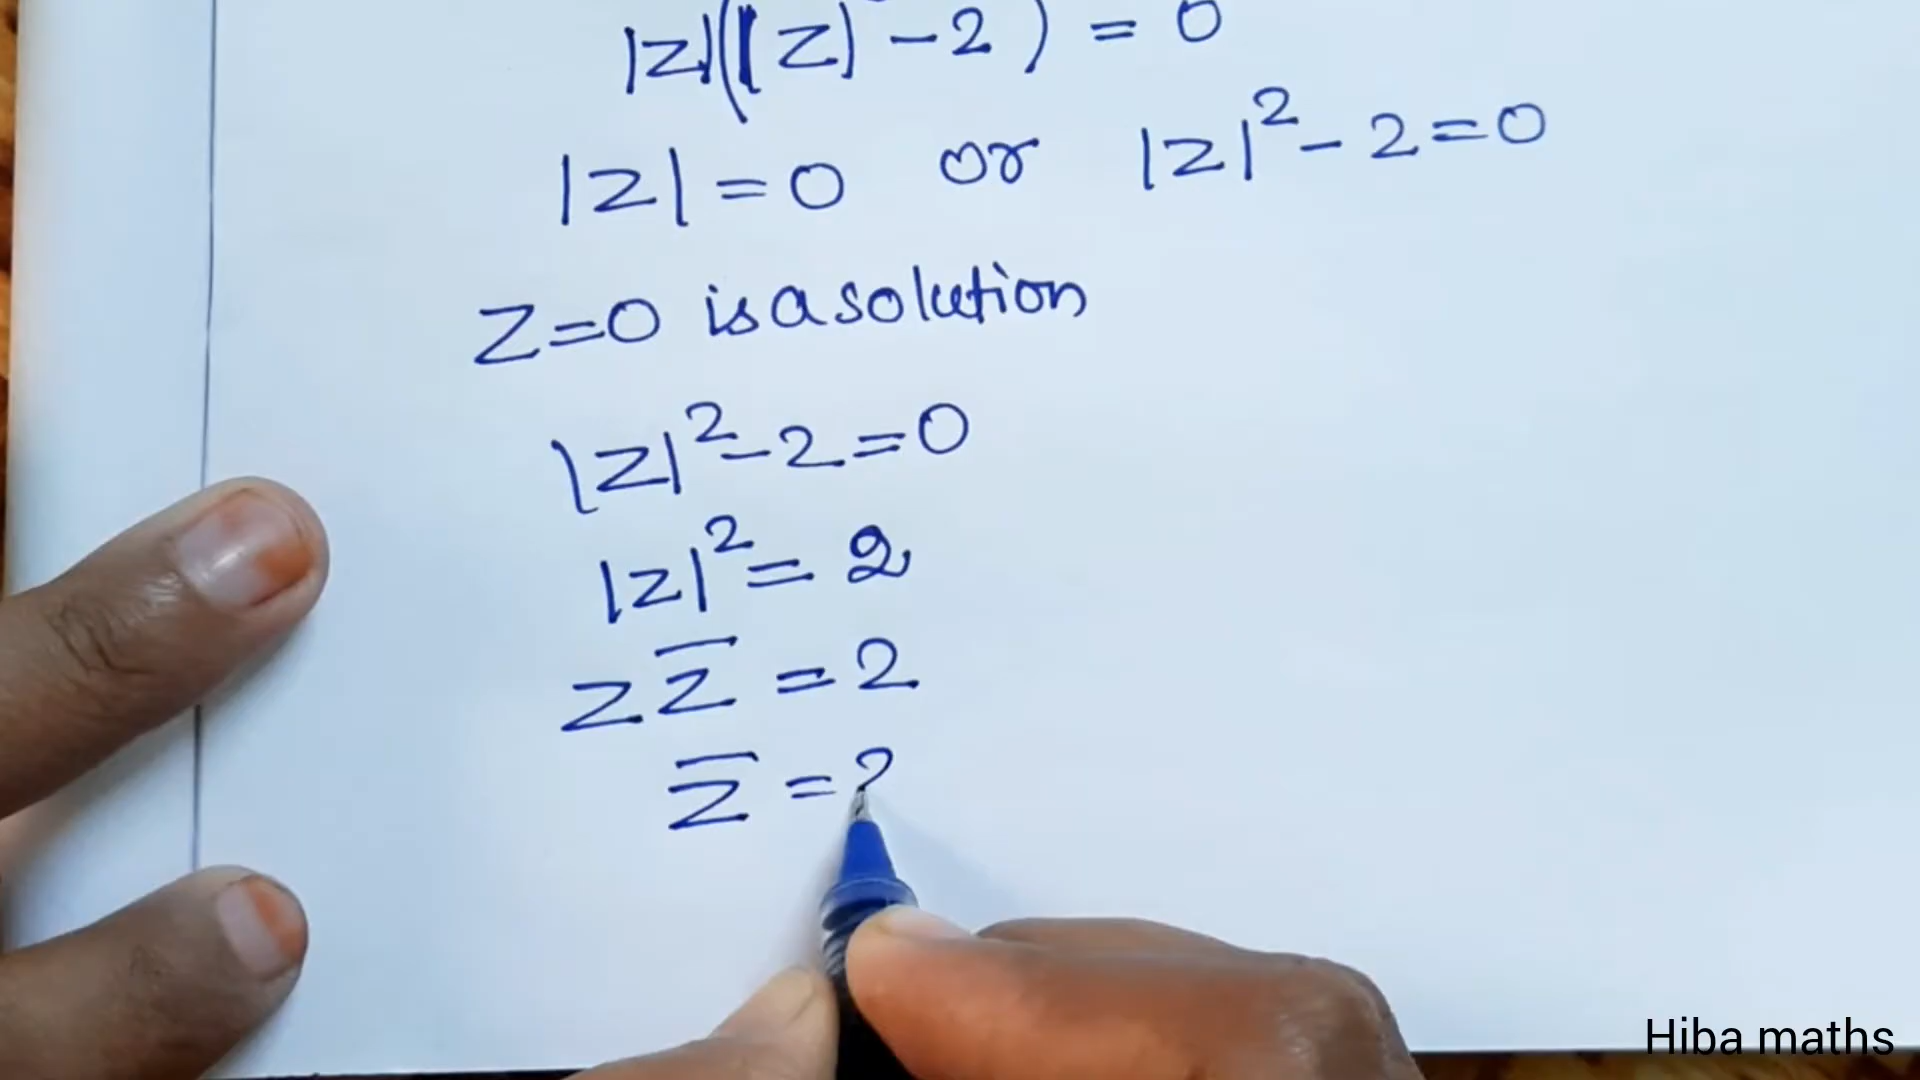 |z|(|z|² - 2) = 0
|z| = 0 or |z|² - 2 = 0
z = 0 is a solution
|z|² - 2 = 0
|z|² = 2
z z̅ = 2
z̅ = 2
Hiba maths